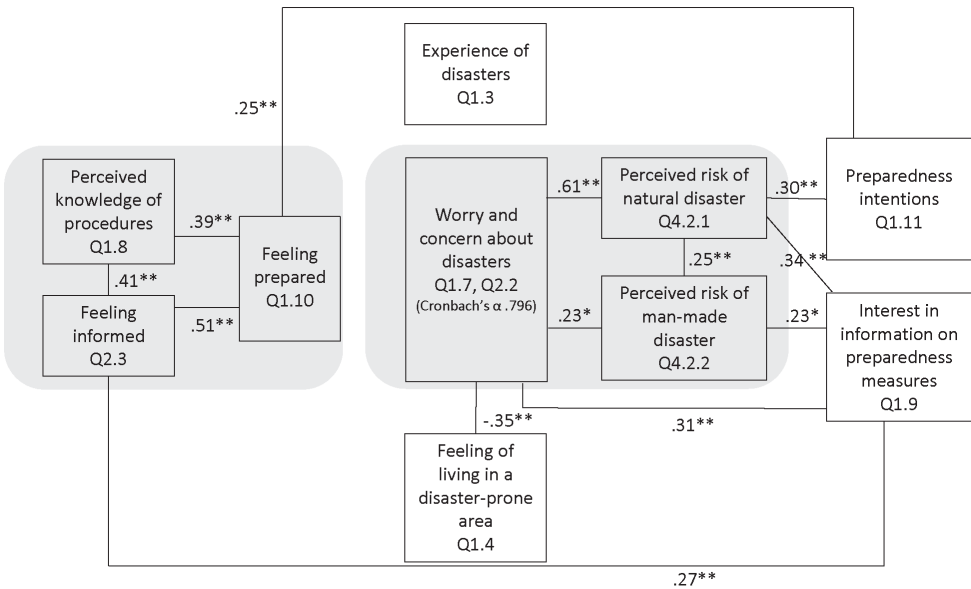 Experience of
disasters
Q1.3
.25**
Perceived
knowledge of
procedures
Q1.8
.39**
Feeling
prepared
Q1.10
.41**
Feeling
informed
Q2.3
.51**
Worry and
concern about
disasters
Q1.7, Q2.2
(Cronbach's α .796)
.61**
Perceived risk of
natural disaster
Q4.2.1
.30**
Preparedness
intentions
Q1.11
.25**
.34**
.23*
Perceived risk of
man-made
disaster
Q4.2.2
.23*
Interest in
information on
preparedness
measures
Q1.9
-.35**
.31**
Feeling of
living in a
disaster-prone
area
Q1.4
.27**